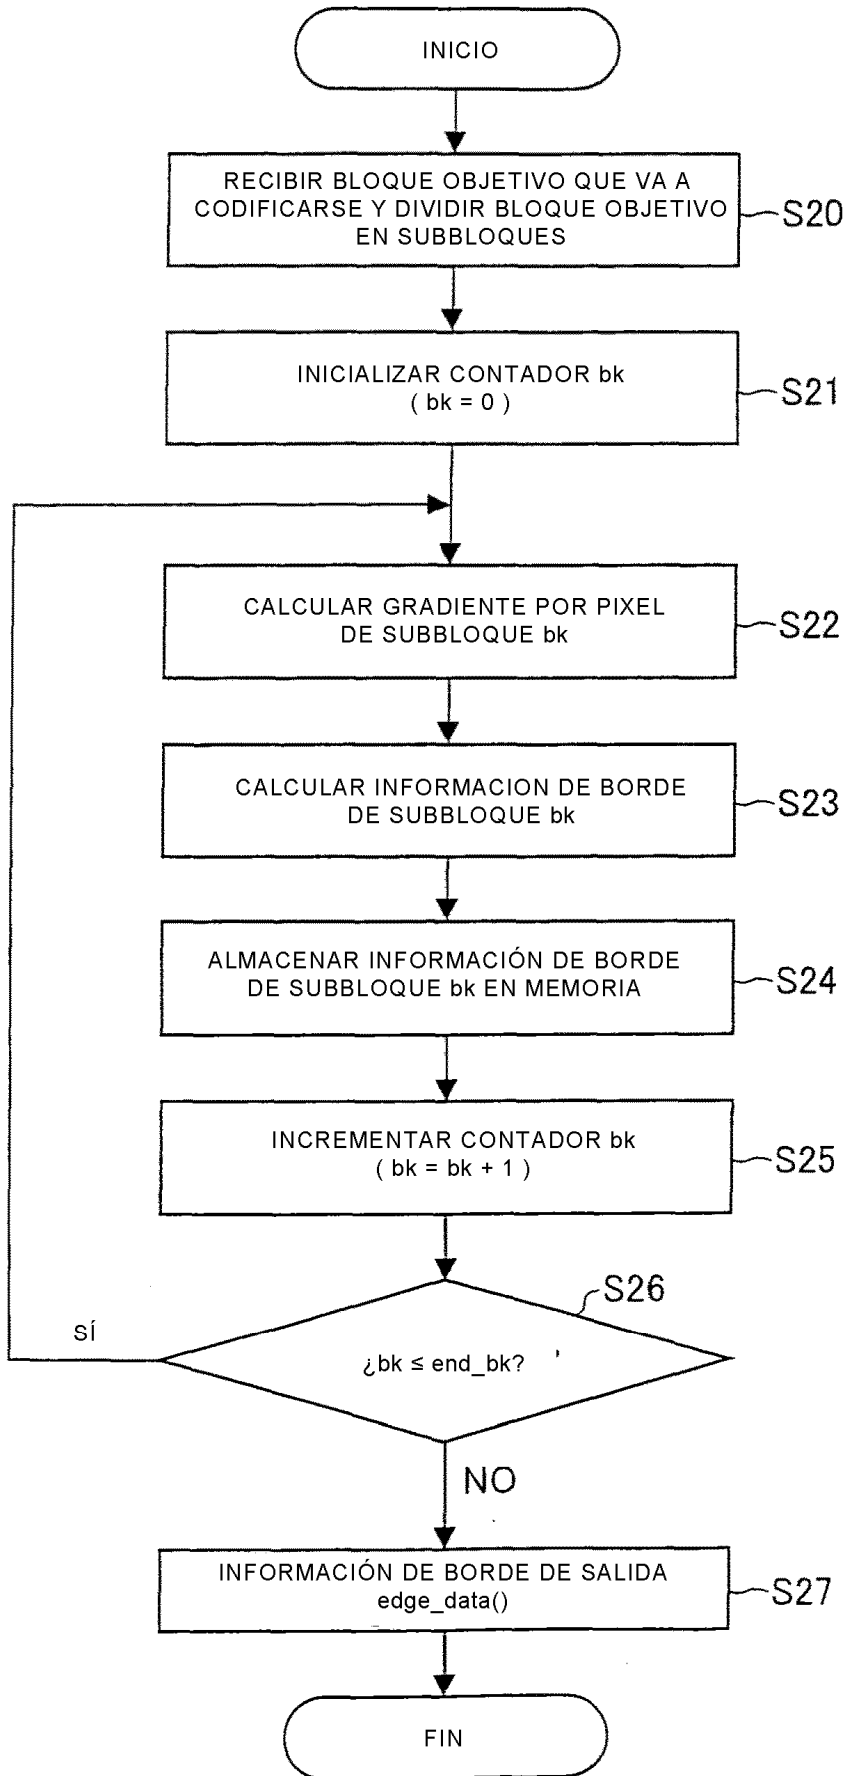 INICIO
RECIBIR BLOQUE OBJETIVO QUE VA A
CODIFICARSE Y DIVIDIR BLOQUE OBJETIVO
EN SUBBLOQUES
S20
INICIALIZAR CONTADOR bk
( bk = 0 )
S21
CALCULAR GRADIENTE POR PIXEL
DE SUBBLOQUE bk
S22
CALCULAR INFORMACION DE BORDE
DE SUBBLOQUE bk
S23
ALMACENAR INFORMACIÓN DE BORDE
DE SUBBLOQUE bk EN MEMORIA
S24
INCREMENTAR CONTADOR bk
( bk = bk + 1 )
S25
S26
SÍ
¿bk ≤ end_bk?
NO
INFORMACIÓN DE BORDE DE SALIDA
edge_data()
S27
FIN